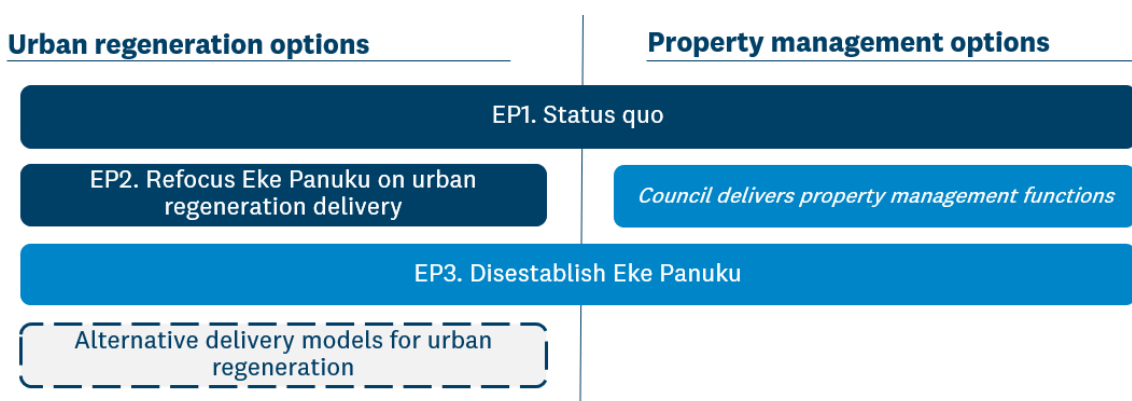 Urban regeneration options
Property management options
EP1. Status quo
EP2. Refocus Eke Panuku on urban
regeneration delivery
Council delivers property management functions
EP3. Disestablish Eke Panuku
Alternative delivery models for urban
regeneration